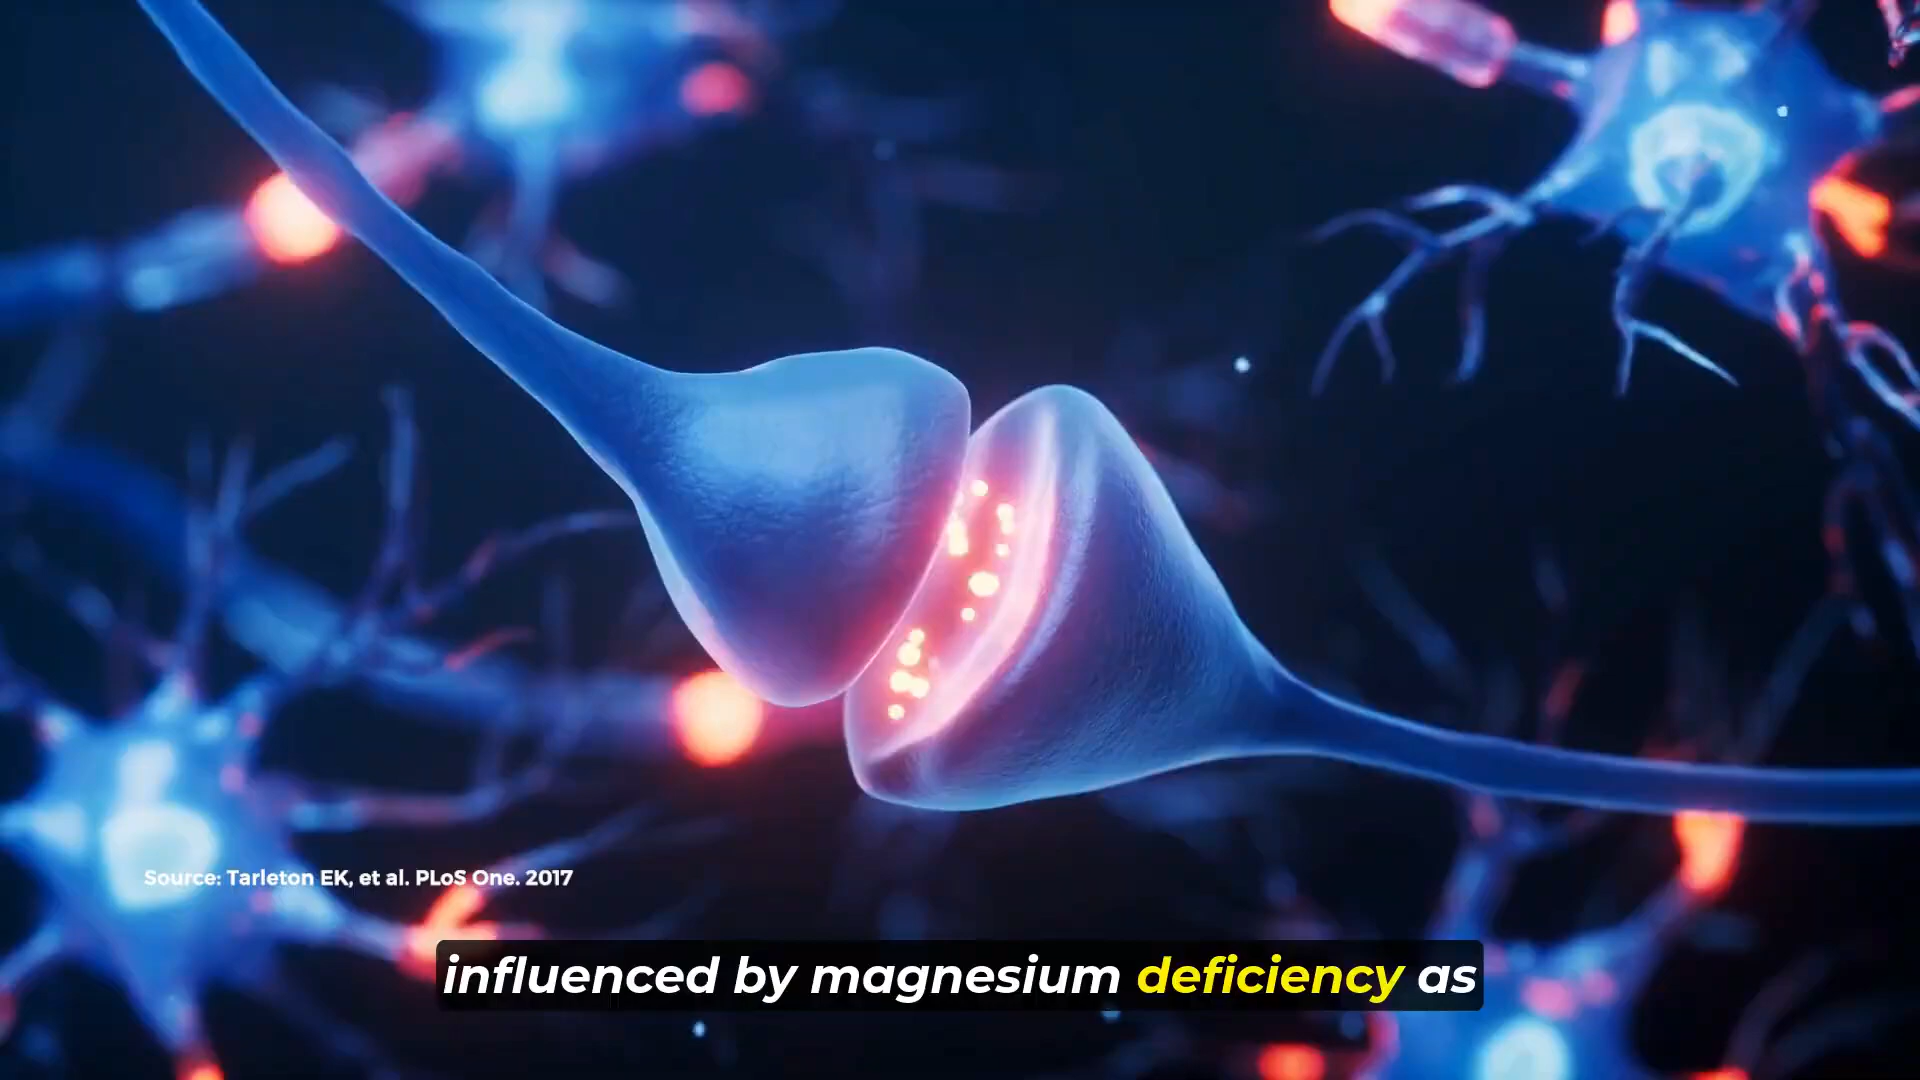 Source: Tarleton EK, et al. PLoS One. 2017
influenced by magnesium deficiency as